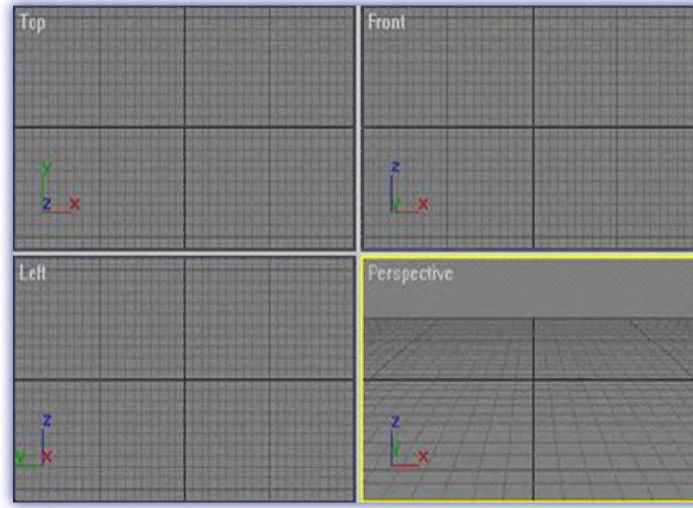 Top
y
z x
Front
z
y x
Left
z
y x
Perspective
z
y x